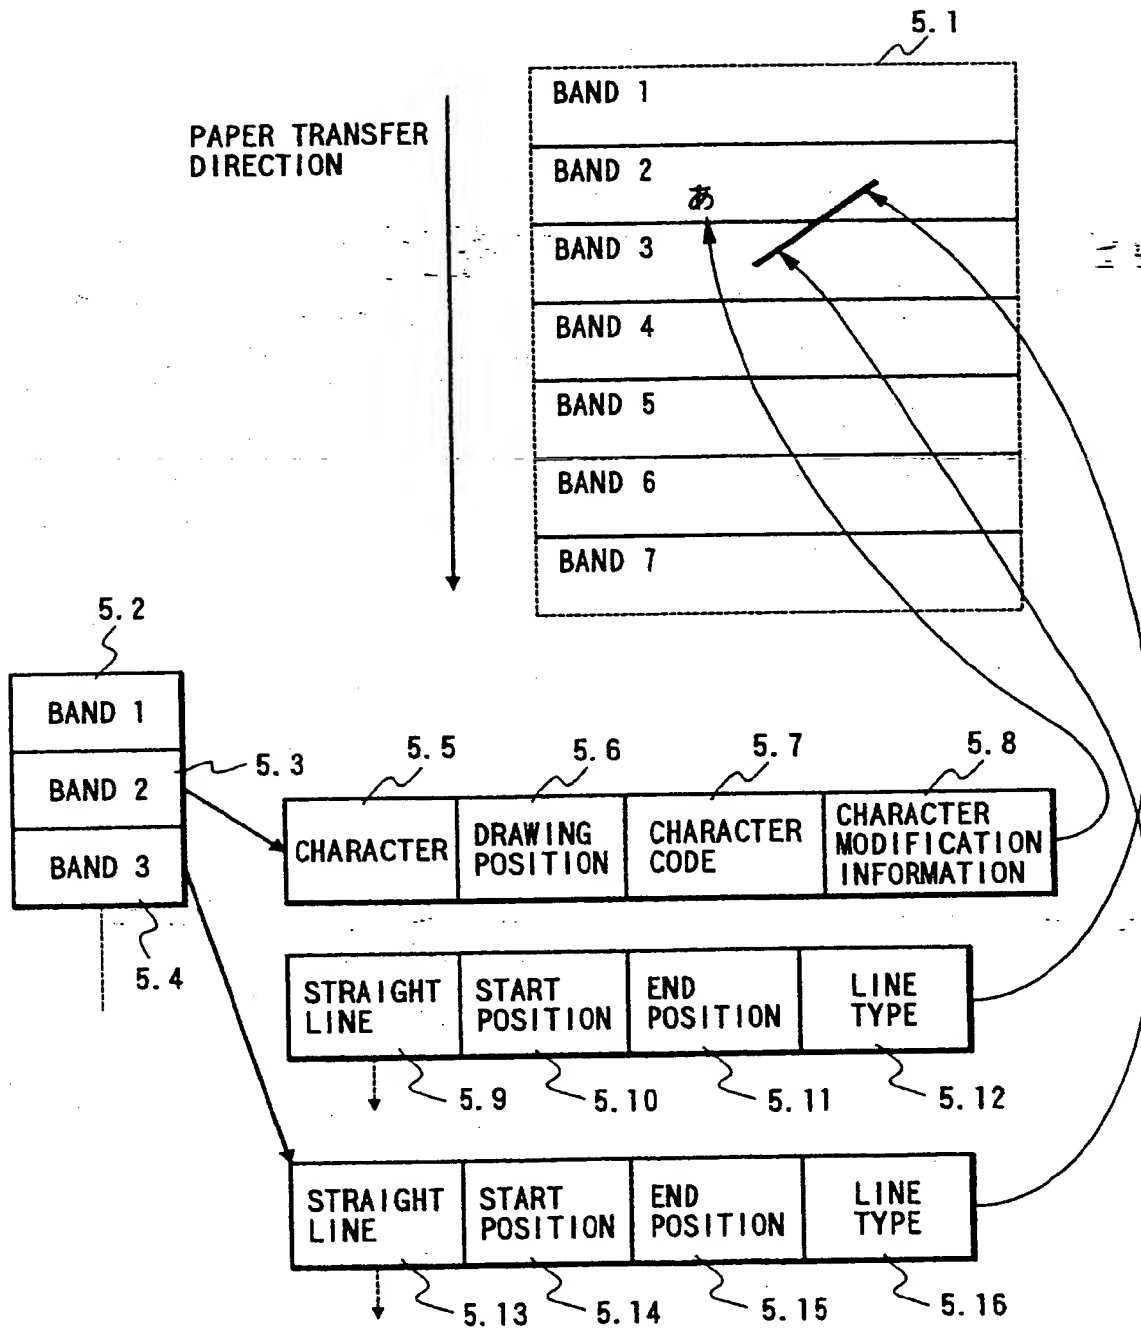 5.1
BAND 1
PAPER TRANSFER
DIRECTION
BAND 2
あ
BAND 3
BAND 4
BAND 5
BAND 6
BAND 7
5.2
BAND 1
5.3
BAND 2
BAND 3
5.4
5.5
5.6
5.7
5.8
CHARACTER
DRAWING
POSITION
CHARACTER
CODE
CHARACTER
MODIFICATION
INFORMATION
STRAIGHT
LINE
START
POSITION
END
POSITION
LINE
TYPE
5.9
5.10
5.11
5.12
STRAIGHT
LINE
START
POSITION
END
POSITION
LINE
TYPE
5.13
5.14
5.15
5.16